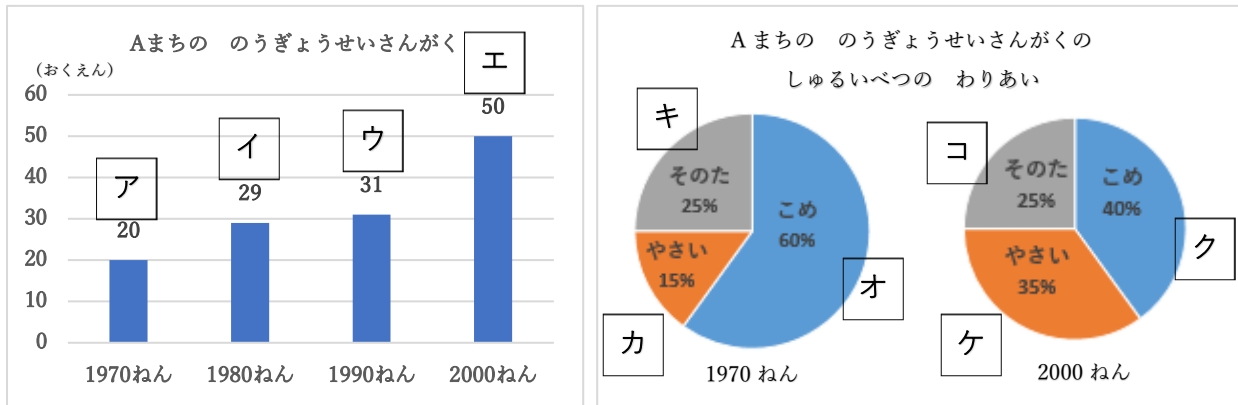 Aまちの のうぎょうせいさんがく
(おくえん)
60
50
40
30
20
10
0
ア
20
イ
29
ウ
31
エ
50
1970ねん
1980ねん
1990ねん
2000ねん
A まちの のうぎょうせいさんがくの
しゅるいべつの わりあい
キ
そのた
25%
こめ
60%
やさい
15%
オ
カ
1970 ねん
コ
そのた
25%
こめ
40%
ク
やさい
35%
ケ
2000 ねん